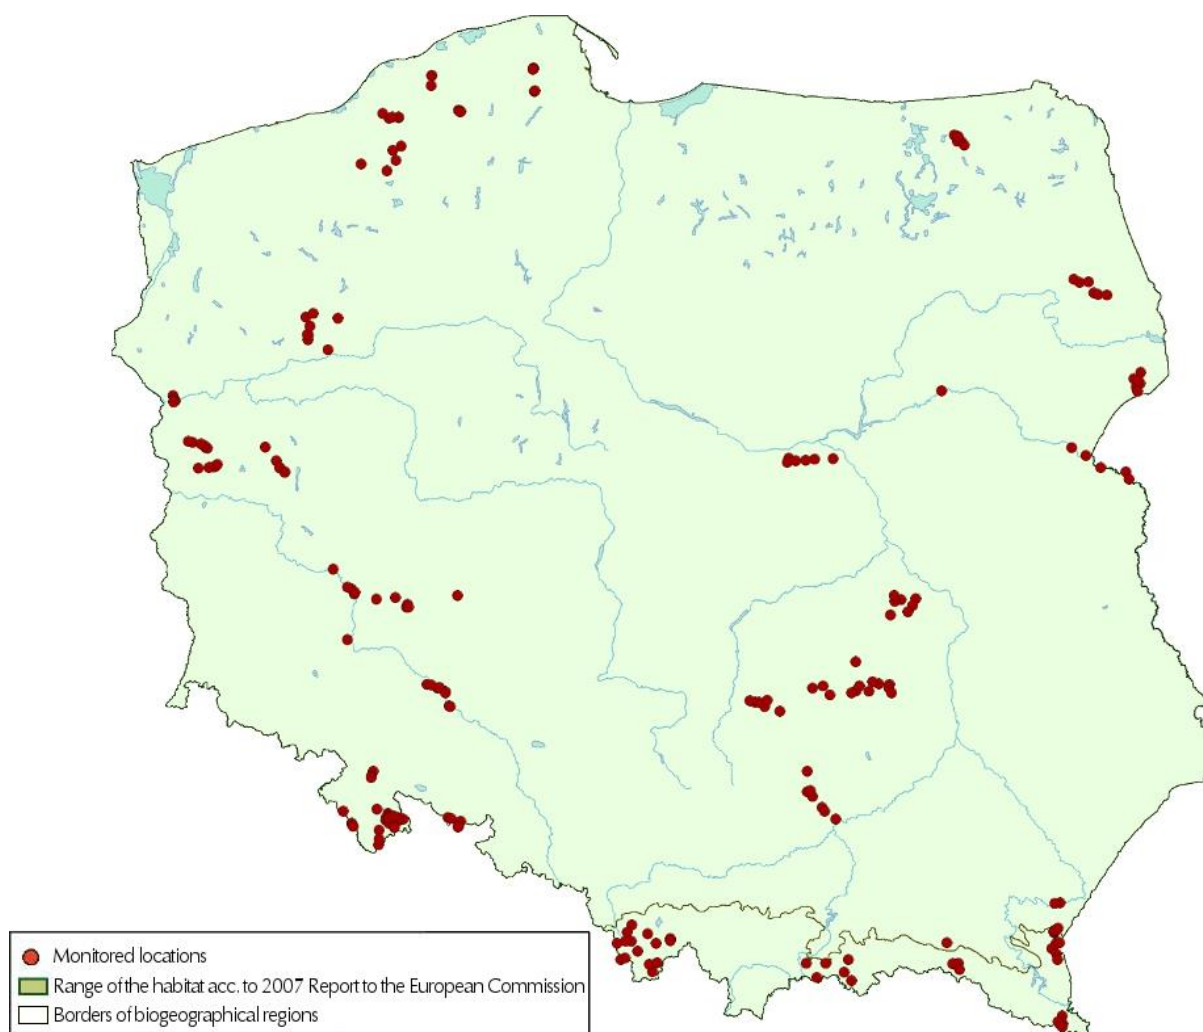 Monitored locations
Range of the habitat acc. to 2007 Report to the European Commission
Borders of biogeographical regions